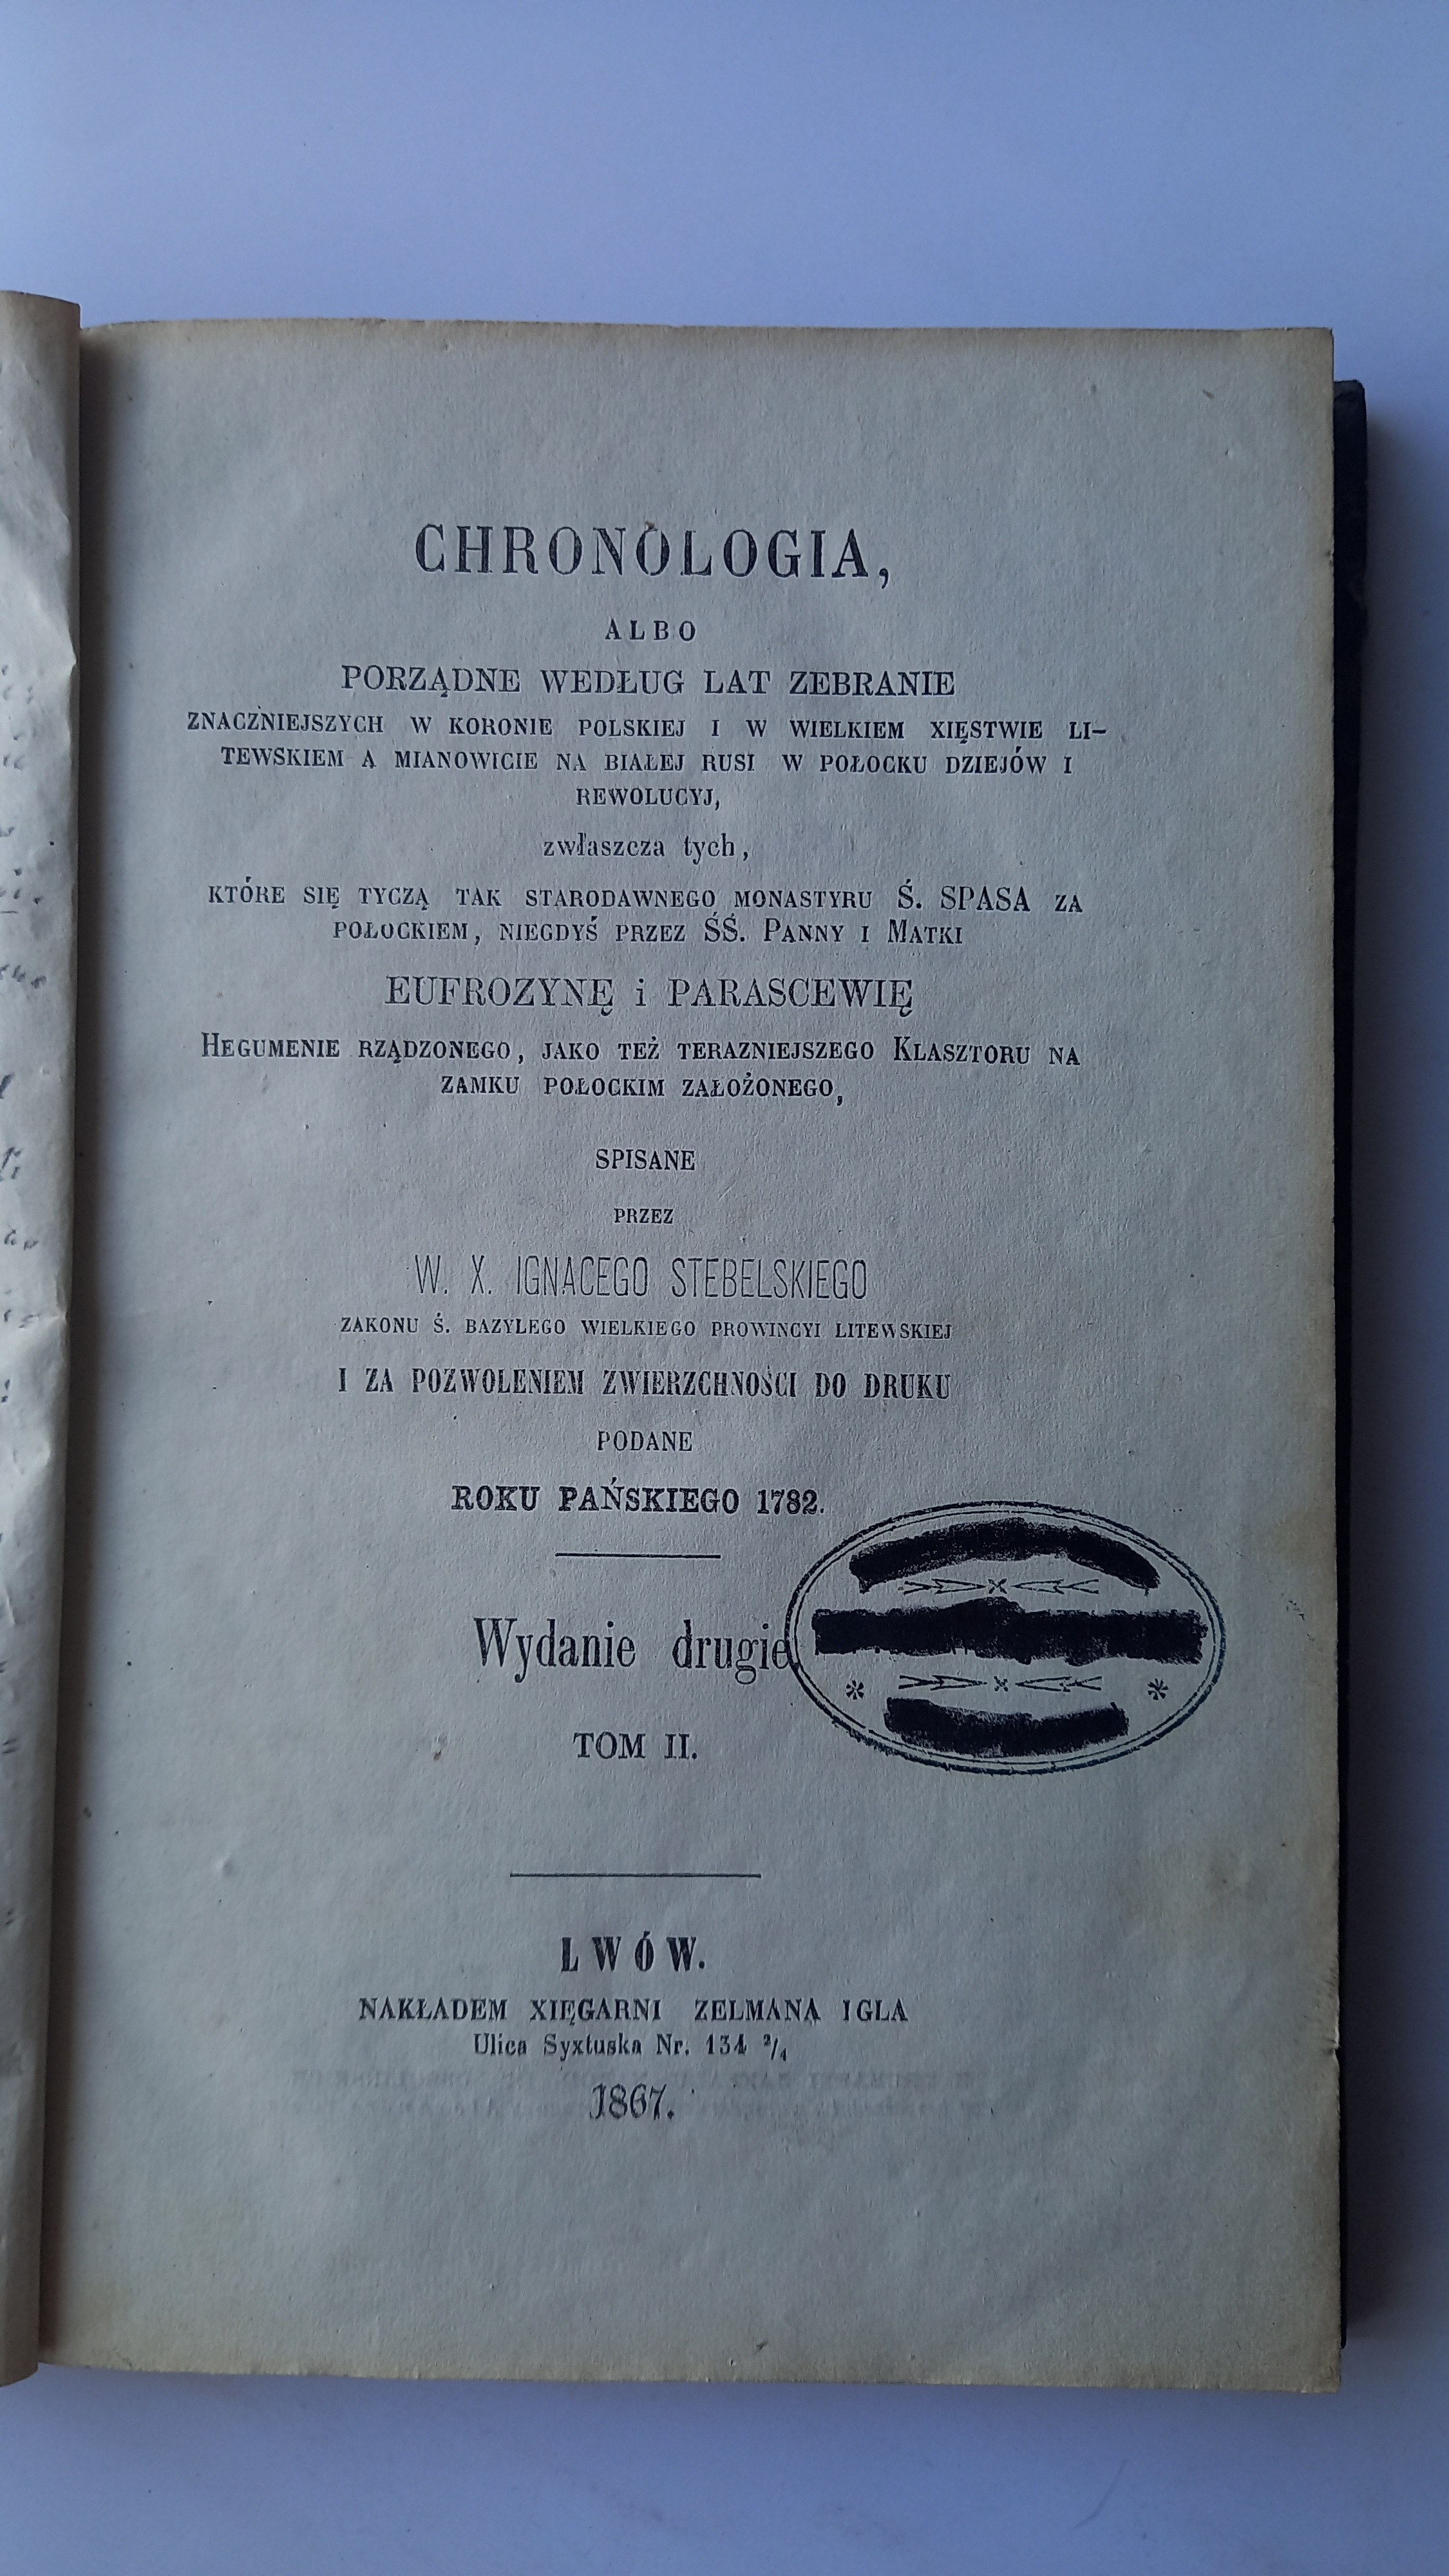 CHRONOLOGIA,
ALBO
PORZĄDNE WEDŁUG LAT ZEBRANIE
ZNACZNIEJSZYCH W KORONIE POLSKIEJ I W WIELKIEM XIĘSTWIE LI-
TEWSKIEM A MIANOWICIE NA BIAŁEJ RUSI W POŁOCKU DZIEJÓW I
REWOLUCYJ,
zwłaszcza tych,
KTÓRE SIĘ TYCZĄ TAK STARODAWNEGO MONASTYRU Ś. SPASA ZA
POŁOCKIEM, NIEGDYŚ PRZEZ ŚŚ. PANNY I MATKI
EUFROZYNĘ i PARASCEWIĘ
HEGUMENIE RZĄDZONEGO, JAKO TEŻ TERAZNIEJSZEGO KLASZTORU NA
ZAMKU POŁOCKIM ZAŁOŻONEGO,
SPISANE
PRZEZ
W. X. IGNACEGO STEBELSKIEGO
ZAKONU Ś. BAZYLEGO WIELKIEGO PROWINCYI LITEWSKIEJ
I ZA POZWOLENIEM ZWIERZCHNOŚCI DO DRUKU
PODANE
ROKU PAŃSKIEGO 1782.
Wydanie drugie
TOM II.
LWÓW.
NAKŁADEM XIĘGARNI ZELMANA IGLA
Ulica Syxtuska Nr. 134 2/4
1867.